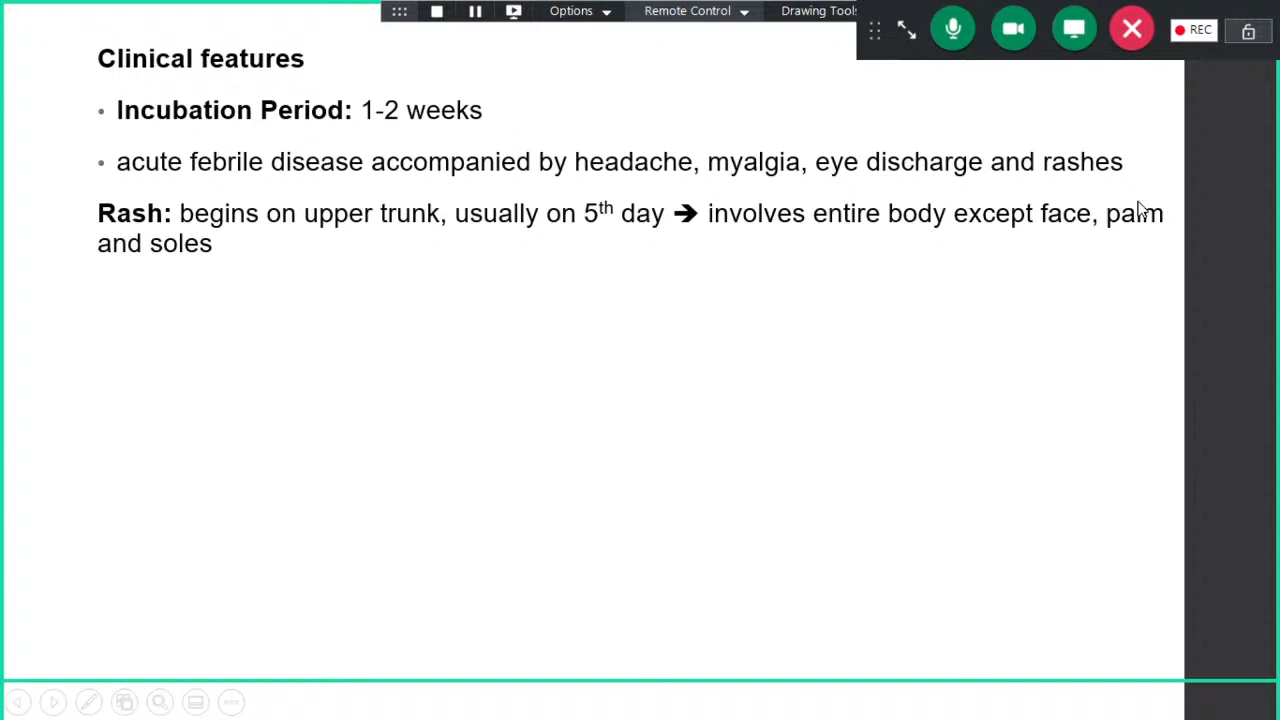 Options Remote Control Drawing Tools REC
Clinical features
• Incubation Period: 1-2 weeks
• acute febrile disease accompanied by headache, myalgia, eye discharge and rashes
Rash: begins on upper trunk, usually on 5th day ➔ involves entire body except face, palm
and soles